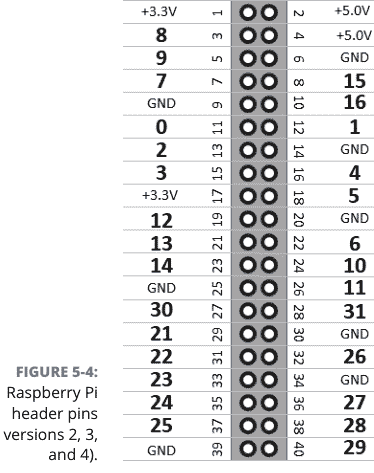 +3.3V 1 2 +5.0V
8 3 4 +5.0V
9 5 6 GND
7 7 8 15
GND 9 10 16
0 11 12 1
2 13 14 GND
3 15 16 4
+3.3V 17 18 5
12 19 20 GND
13 21 22 6
14 23 24 10
GND 25 26 11
30 27 28 31
21 29 30 GND
22 31 32 26
23 33 34 GND
24 35 36 27
25 37 38 28
GND 39 40 29
FIGURE 5-4:
Raspberry Pi
header pins
versions 2, 3,
and 4).